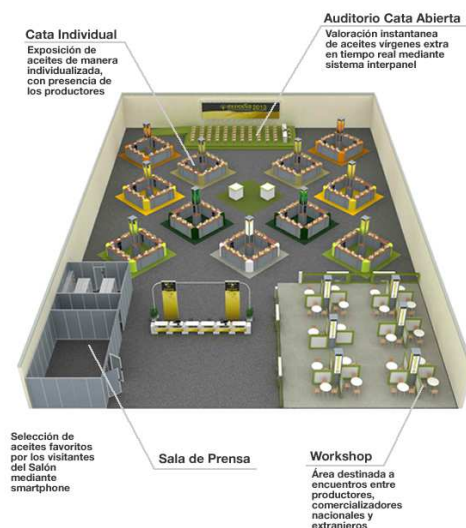 Cata Individual
Exposición de
aceites de manera
individualizada,
con presencia de
los productores
Auditorio Cata Abierta
Valoración instantanea
de aceites vírgenes extra
en tiempo real mediante
sistema interpanel
Selección de
aceites favoritos
por los visitantes
del Salón
mediante
smartphone
Sala de Prensa
Workshop
Área destinada a
encuentros entre
productores,
comercializadores
nacionales y
extranjeros